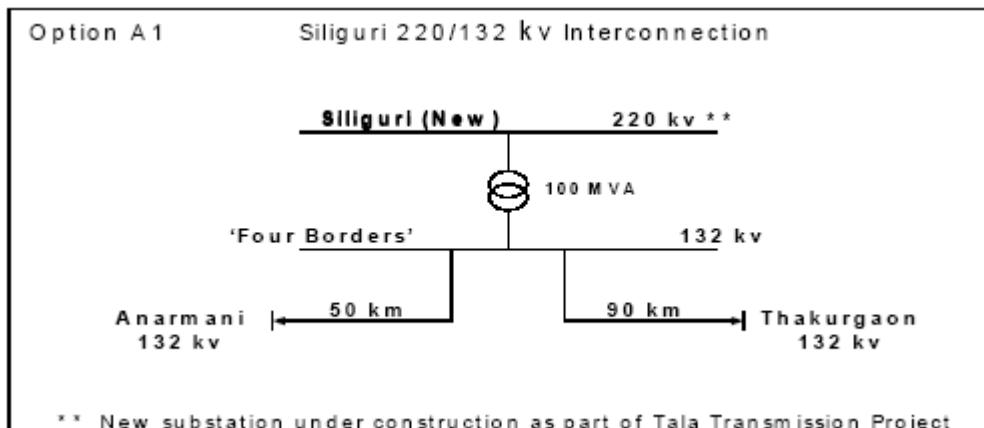 Option A1 Siliguri 220/132 kv Interconnection
Siliguri (New) 220 kv **
100 MVA
'Four Borders' 132 kv
50 km 90 km
Anarmani Thakurgaon
132 kv 132 kv
** New substation under construction as part of Tala Transmission Project